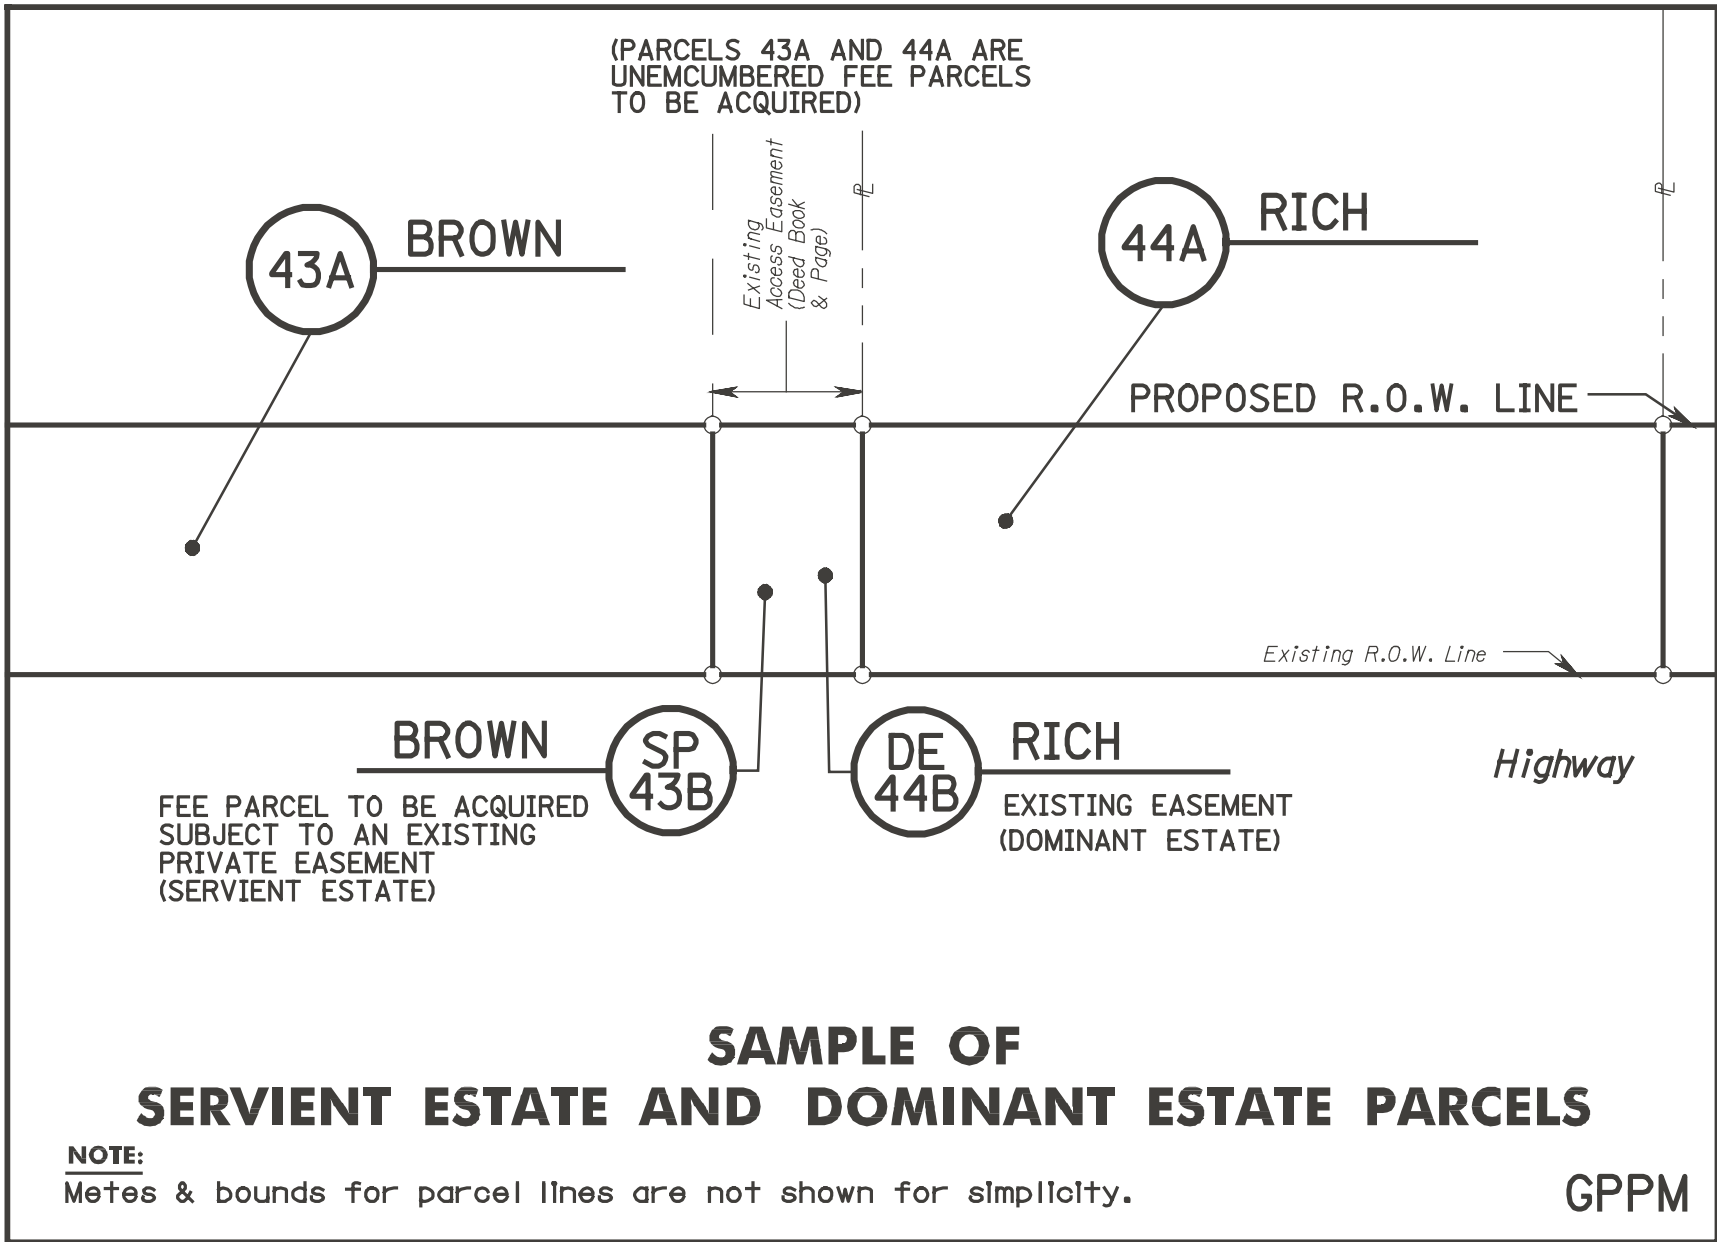 (PARCELS 43A AND 44A ARE
UNEMCUMBERED FEE PARCELS
TO BE ACQUIRED)
Existing
Access Easement
(Deed Book
& Page)
PL
PL
43A
BROWN
44A
RICH
PROPOSED R.O.W. LINE
Existing R.O.W. Line
BROWN
SP
43B
DE
44B
RICH
Highway
FEE PARCEL TO BE ACQUIRED
SUBJECT TO AN EXISTING
PRIVATE EASEMENT
(SERVIENT ESTATE)
EXISTING EASEMENT
(DOMINANT ESTATE)
SAMPLE OF
SERVIENT ESTATE AND DOMINANT ESTATE PARCELS
NOTE:
Metes & bounds for parcel lines are not shown for simplicity.
GPPM